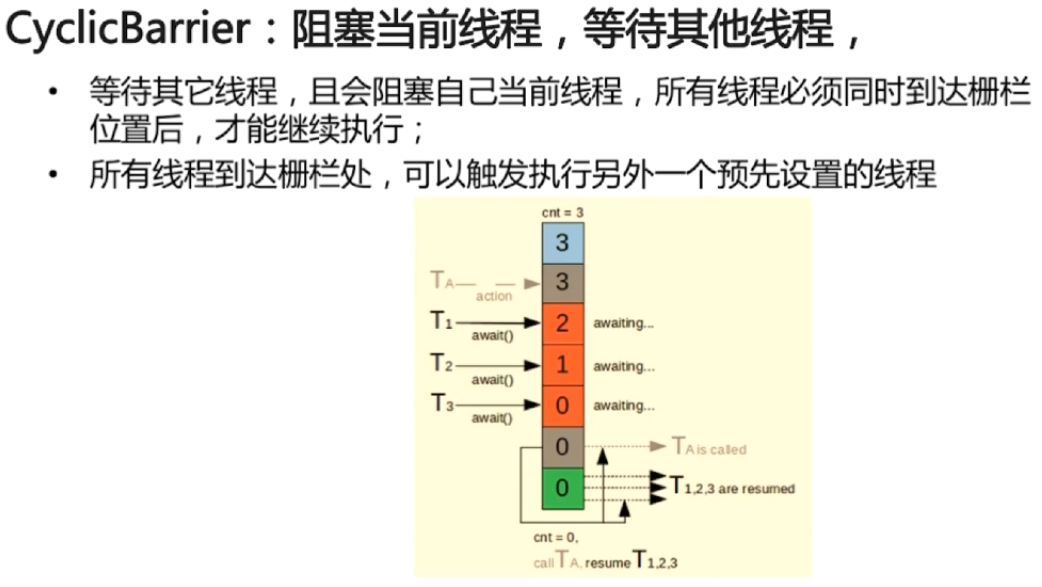 CyclicBarrier：阻塞当前线程，等待其他线程，
• 等待其它线程，且会阻塞自己当前线程，所有线程必须同时到达栅栏
位置后，才能继续执行；
• 所有线程到达栅栏处，可以触发执行另外一个预先设置的线程
cnt = 3
3
TA 3
action
T1 2 awaiting...
await()
T2 1 awaiting...
await()
T3 0 awaiting...
await()
0 TA is called
0 T1,2,3 are resumed
cnt = 0,
call TA, resume T1,2,3